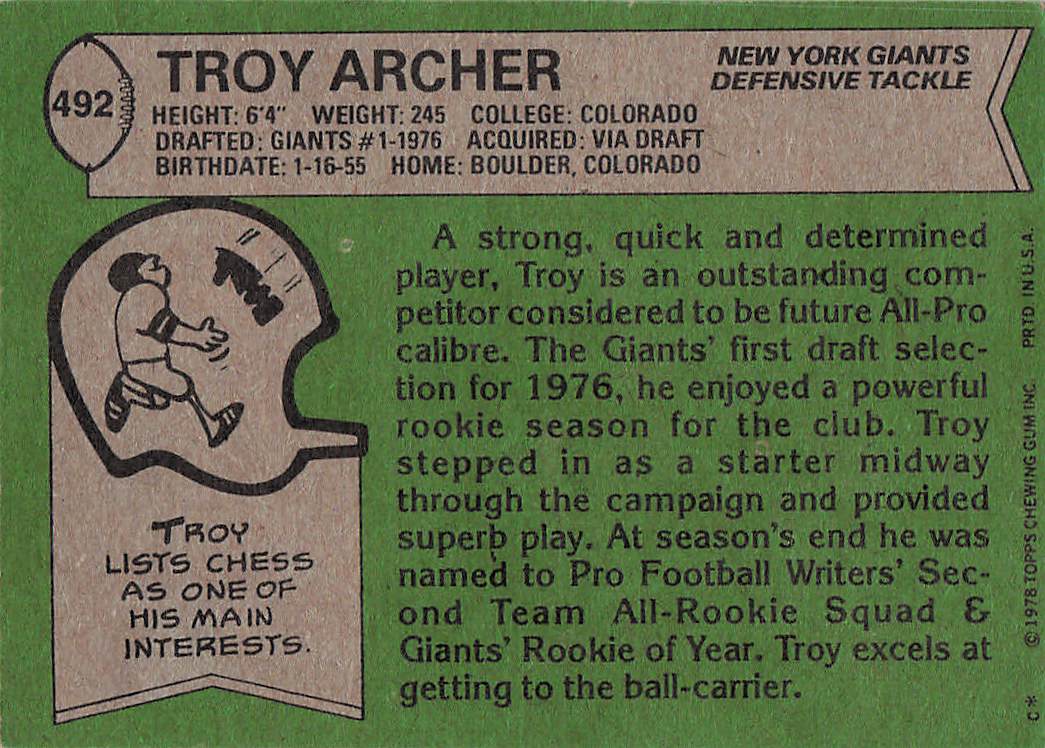 492
TROY ARCHER
NEW YORK GIANTS
DEFENSIVE TACKLE
HEIGHT: 6'4" WEIGHT: 245 COLLEGE: COLORADO
DRAFTED: GIANTS #1-1976 ACQUIRED: VIA DRAFT
BIRTHDATE: 1-16-55 HOME: BOULDER, COLORADO
A strong, quick and determined
player, Troy is an outstanding com-
petitor considered to be future All-Pro
calibre. The Giants' first draft selec-
tion for 1976, he enjoyed a powerful
rookie season for the club. Troy
stepped in as a starter midway
through the campaign and provided
superb play. At season's end he was
named to Pro Football Writers' Sec-
ond Team All-Rookie Squad &
Giants' Rookie of Year. Troy excels at
getting to the ball-carrier.
TROY
LISTS CHESS
AS ONE OF
HIS MAIN
INTERESTS.
C* © 1978 TOPPS CHEWING GUM INC. PRTD IN U.S.A.